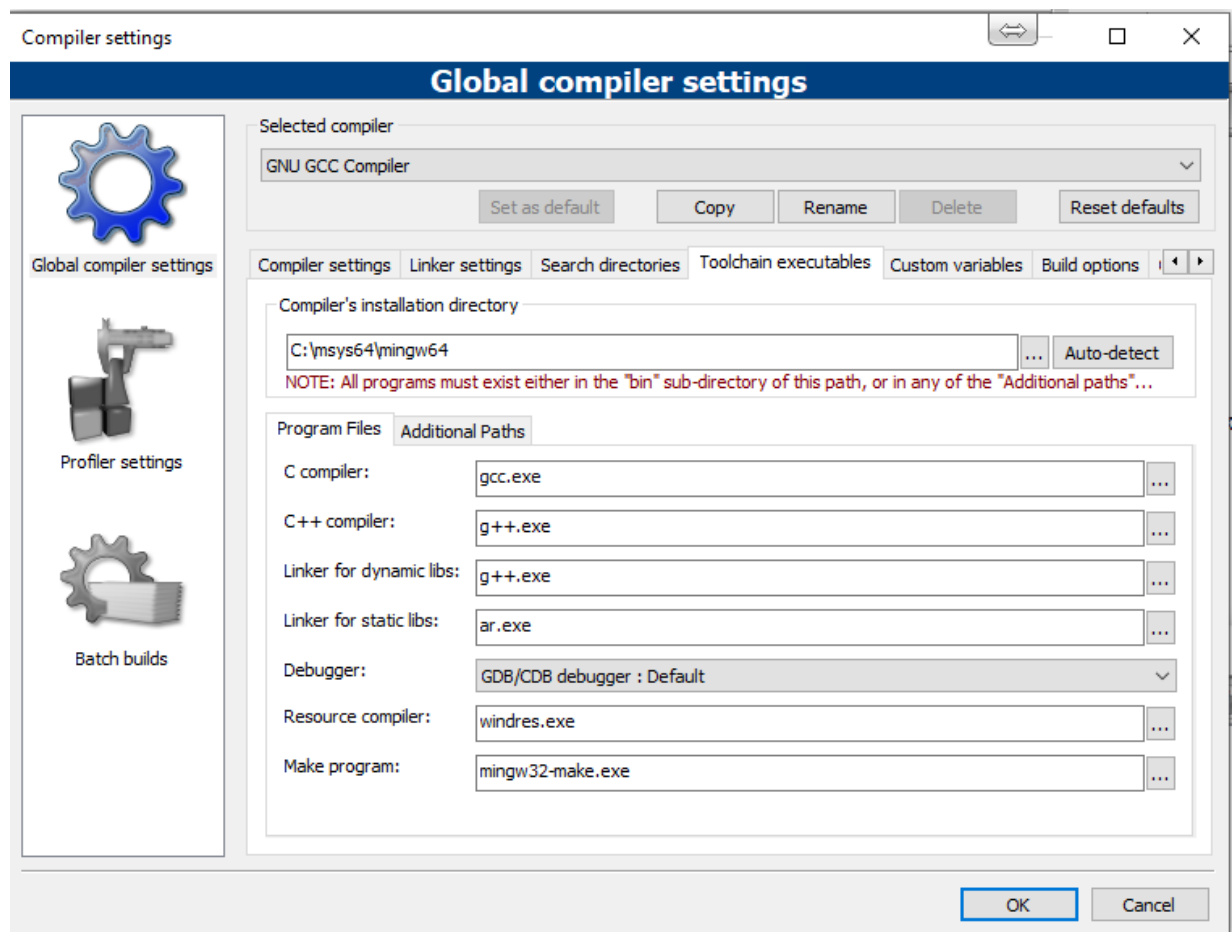 Compiler settings
Global compiler settings
Global compiler settings
Profiler settings
Batch builds
Selected compiler
GNU GCC Compiler
Set as default Copy Rename Delete Reset defaults
Compiler settings Linker settings Search directories Toolchain executables Custom variables Build options
Compiler's installation directory
C:\msys64\mingw64 ... Auto-detect
NOTE: All programs must exist either in the "bin" sub-directory of this path, or in any of the "Additional paths"...
Program Files Additional Paths
C compiler: gcc.exe ...
C++ compiler: g++.exe ...
Linker for dynamic libs: g++.exe ...
Linker for static libs: ar.exe ...
Debugger: GDB/CDB debugger : Default
Resource compiler: windres.exe ...
Make program: mingw32-make.exe ...
OK Cancel